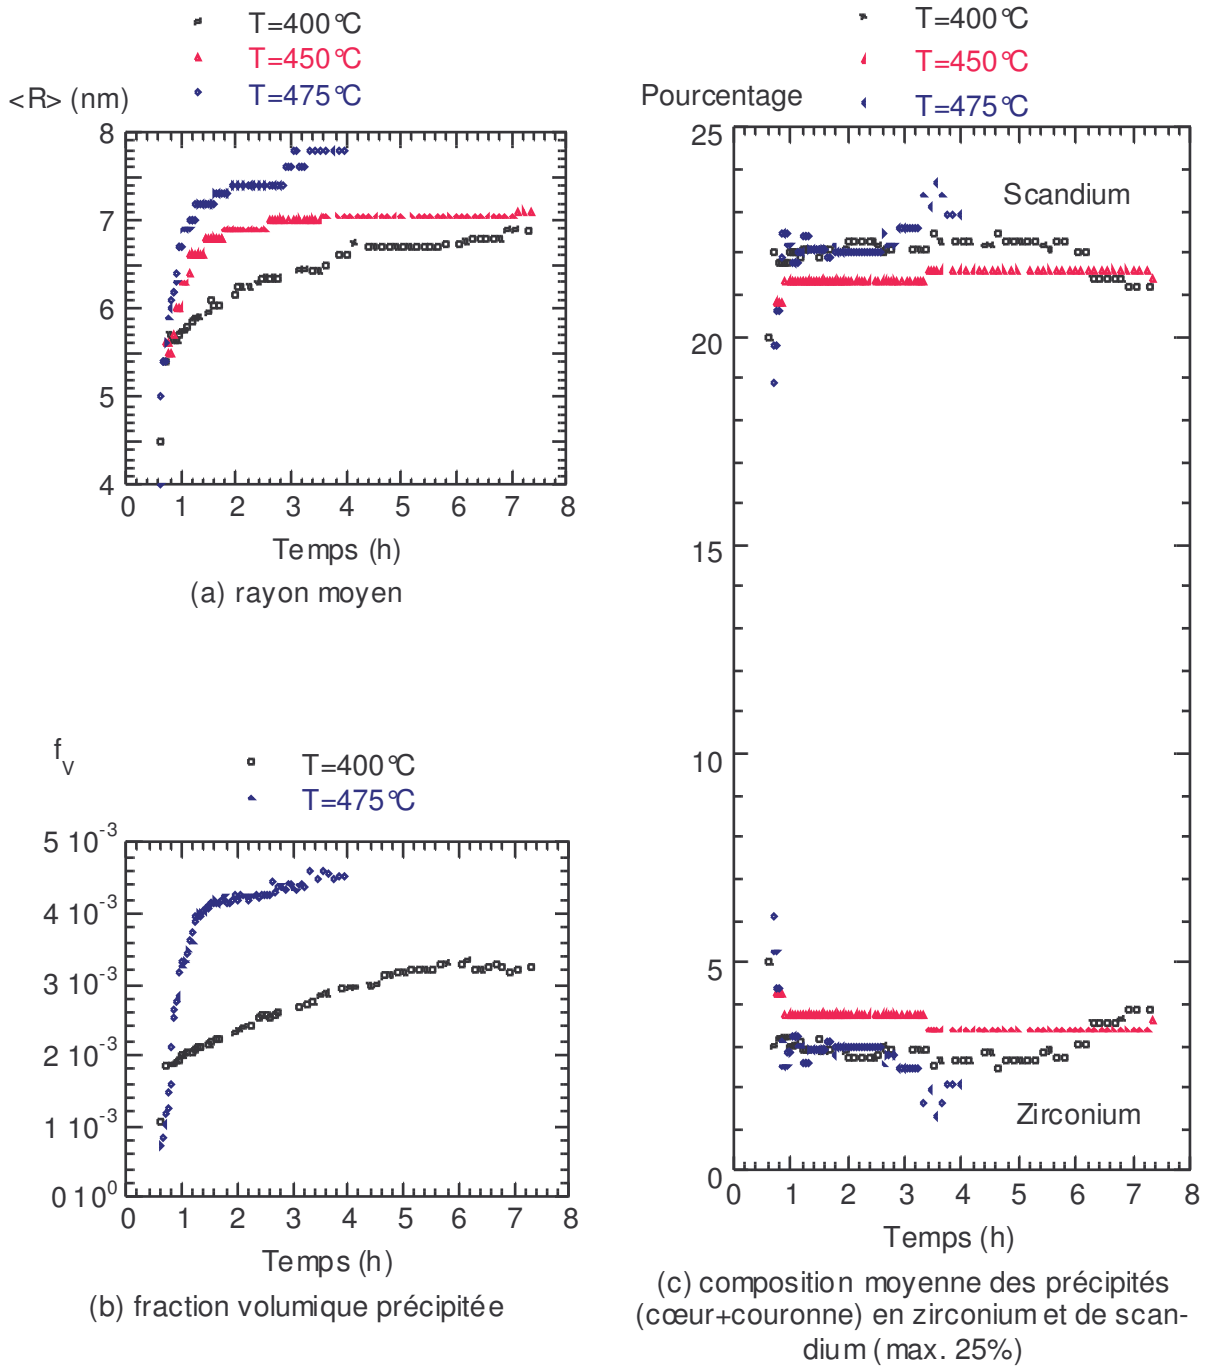 T=400°C
T=450°C
T=475°C
<R> (nm)
8
7
6
5
4
0 1 2 3 4 5 6 7 8
Temps (h)
(a) rayon moyen
f_v
T=400°C
T=475°C
5 10⁻³
4 10⁻³
3 10⁻³
2 10⁻³
1 10⁻³
0 10⁰
0 1 2 3 4 5 6 7 8
Temps (h)
(b) fraction volumique précipitée
T=400°C
T=450°C
T=475°C
Pourcentage
25
Scandium
20
15
10
5
Zirconium
0
0 1 2 3 4 5 6 7 8
Temps (h)
(c) composition moyenne des précipités
(cœur+couronne) en zirconium et de scan-
dium (max. 25%)